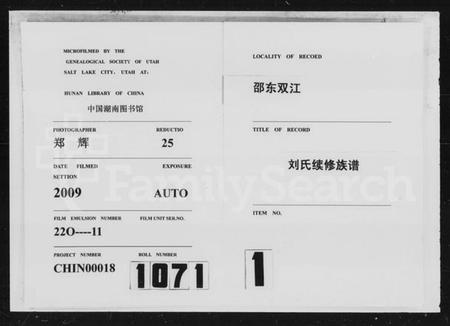 MICROFILMED BY THE
GENEALOGICAL SOCIETY OF UTAH
SALT LAKE CITY, UTAH AT:
HUNAN LIBRARY OF CHINA
中国湖南图书馆
PHOTOGRAPHER REDUCTIO
郑 辉 25
DATE FILMED EXPOSURE
SETTION
2009 AUTO
FILM EMULSION NUMBER FILM UNIT SER.NO.
22O----11
PROJECT NUMBER ROLL NUMBER
CHIN00018 1071 1
LOCALITY OF RECOED
邵东双江
TITLE OF RECORD
刘氏续修族谱
ITEM NO.
FamilySearch